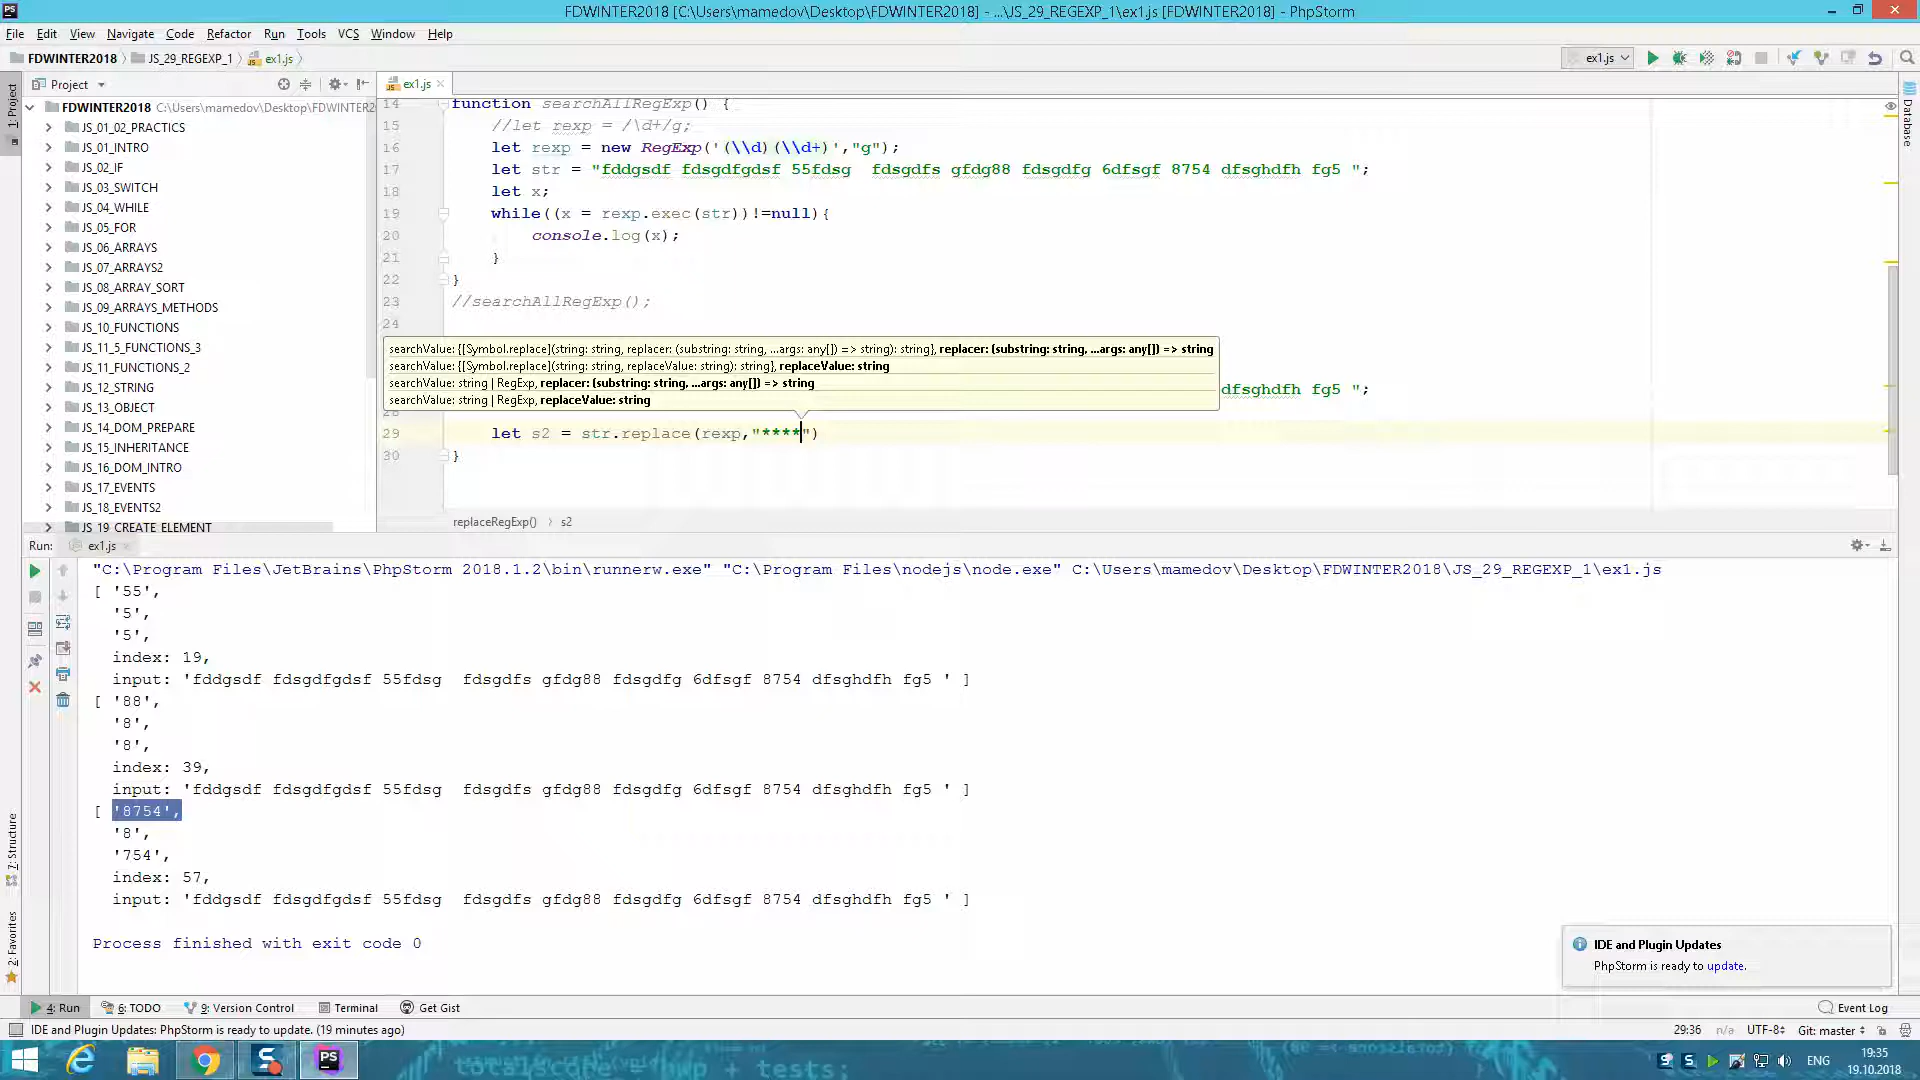 FDWINTER2018 [C:\Users\mamedov\Desktop\FDWINTER2018] - ...\JS_29_REGEXP_1\ex1.js [FDWINTER2018] - PhpStorm
File Edit View Navigate Code Refactor Run Tools VCS Window Help
FDWINTER2018 JS_29_REGEXP_1 ex1.js
ex1.js
Project
ex1.js
1: Project
Database
FDWINTER2018 C:\Users\mamedov\Desktop\FDWINTER2
JS_01_02_PRACTICS
JS_01_INTRO
JS_02_IF
JS_03_SWITCH
JS_04_WHILE
JS_05_FOR
JS_06_ARRAYS
JS_07_ARRAYS2
JS_08_ARRAY_SORT
JS_09_ARRAYS_METHODS
JS_10_FUNCTIONS
JS_11_5_FUNCTIONS_3
JS_11_FUNCTIONS_2
JS_12_STRING
JS_13_OBJECT
JS_14_DOM_PREPARE
JS_15_INHERITANCE
JS_16_DOM_INTRO
JS_17_EVENTS
JS_18_EVENTS2
JS_19_CREATE_ELEMENT
14 function searchAllRegExp() {
15 //let rexp = /\d+/g;
16 let rexp = new RegExp('(\\d)(\\d+)',"g");
17 let str = "fddgsdf fdsgdfgdsf 55fdsg  fdsgdfs gfdg88 fdsgdfg 6dfsgf 8754 dfsghdfh fg5 ";
18 let x;
19 while((x = rexp.exec(str))!=null){
20 console.log(x);
21 }
22 }
23 //searchAllRegExp();
24
searchValue: {[Symbol.replace](string: string, replacer: (substring: string, ...args: any[]) => string): string}, replacer: (substring: string, ...args: any[]) => string
searchValue: {[Symbol.replace](string: string, replaceValue: string): string}, replaceValue: string
searchValue: string | RegExp, replacer: (substring: string, ...args: any[]) => string
dfsghdfh fg5 ";
searchValue: string | RegExp, replaceValue: string
28
29 let s2 = str.replace(rexp,"****")
30 }
replaceRegExp() s2
Run: ex1.js
"C:\Program Files\JetBrains\PhpStorm 2018.1.2\bin\runnerw.exe" "C:\Program Files\nodejs\node.exe" C:\Users\mamedov\Desktop\FDWINTER2018\JS_29_REGEXP_1\ex1.js
[ '55',
'5',
'5',
index: 19,
input: 'fddgsdf fdsgdfgdsf 55fdsg  fdsgdfs gfdg88 fdsgdfg 6dfsgf 8754 dfsghdfh fg5 ' ]
[ '88',
'8',
'8',
index: 39,
input: 'fddgsdf fdsgdfgdsf 55fdsg  fdsgdfs gfdg88 fdsgdfg 6dfsgf 8754 dfsghdfh fg5 ' ]
[ '8754',
'8',
'754',
index: 57,
input: 'fddgsdf fdsgdfgdsf 55fdsg  fdsgdfs gfdg88 fdsgdfg 6dfsgf 8754 dfsghdfh fg5 ' ]
Process finished with exit code 0
7: Structure
2: Favorites
IDE and Plugin Updates
PhpStorm is ready to update.
4: Run 6: TODO 9: Version Control Terminal Get Gist Event Log
IDE and Plugin Updates: PhpStorm is ready to update. (19 minutes ago) 29:36 n/a UTF-8 Git: master
ENG
19:35
19.10.2018